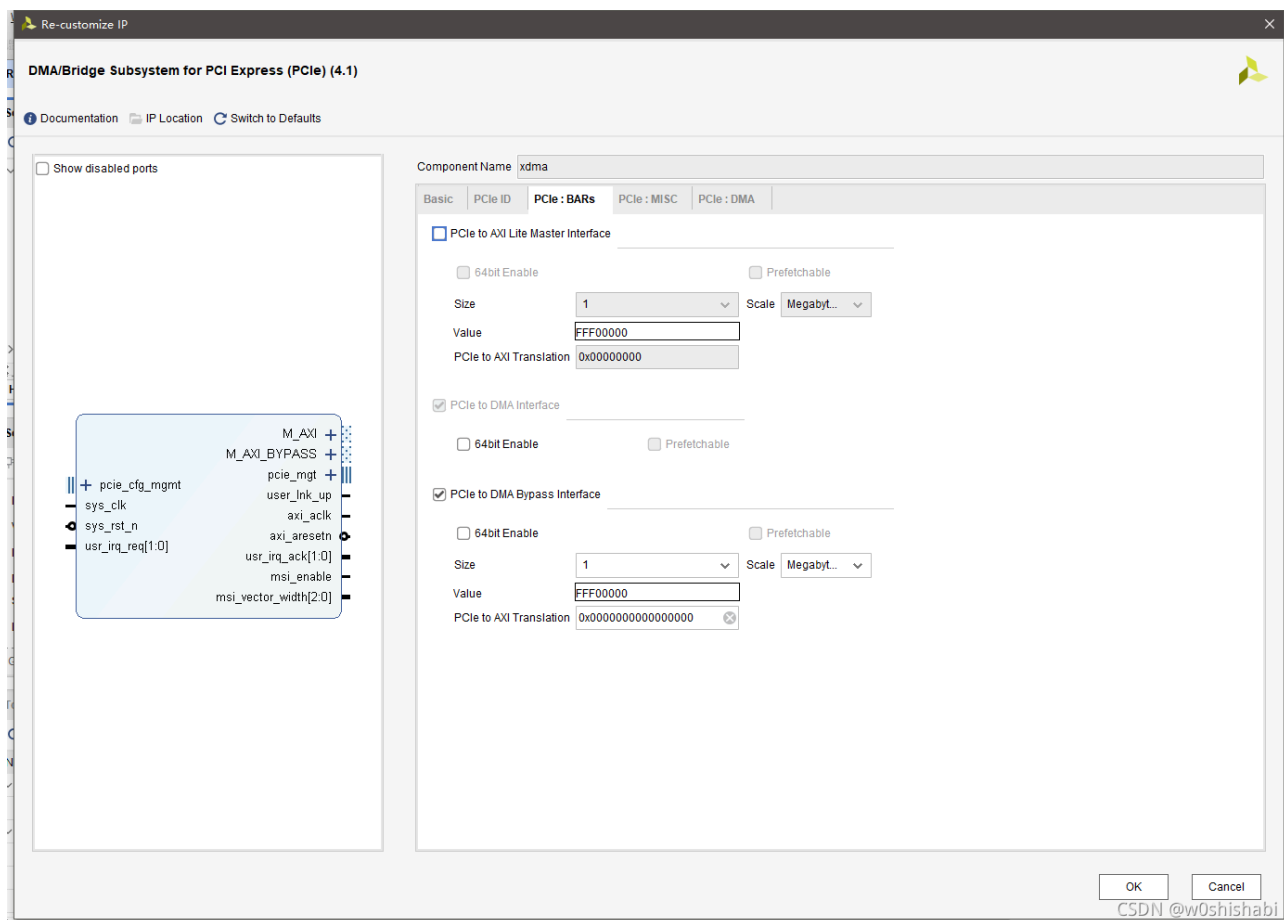 Re-customize IP
DMA/Bridge Subsystem for PCI Express (PCIe) (4.1)
Documentation IP Location Switch to Defaults
Show disabled ports
M_AXI
M_AXI_BYPASS
pcie_mgt
pcie_cfg_mgmt
user_lnk_up
sys_clk
axi_aclk
sys_rst_n
axi_aresetn
usr_irq_req[1:0]
usr_irq_ack[1:0]
msi_enable
msi_vector_width[2:0]
Component Name xdma
Basic PCIe ID PCIe : BARs PCIe : MISC PCIe : DMA
PCIe to AXI Lite Master Interface
64bit Enable Prefetchable
Size 1 Scale Megabyt...
Value FFF00000
PCIe to AXI Translation 0x00000000
PCIe to DMA Interface
64bit Enable Prefetchable
PCIe to DMA Bypass Interface
64bit Enable Prefetchable
Size 1 Scale Megabyt...
Value FFF00000
PCIe to AXI Translation 0x0000000000000000
OK Cancel
CSDN @w0shishabi